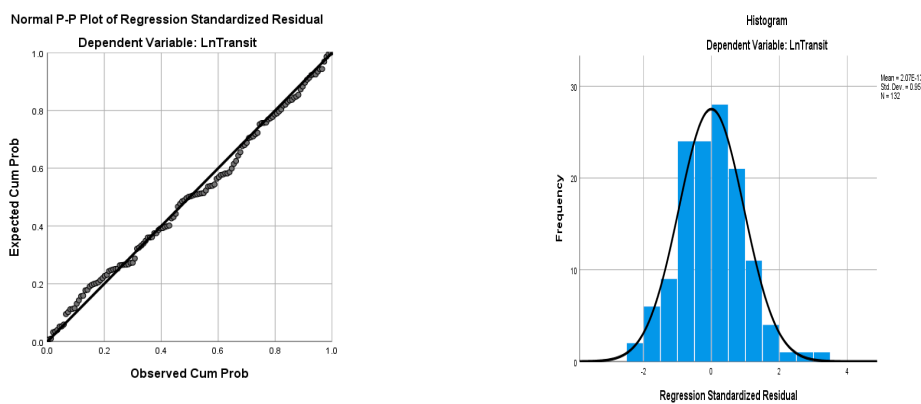 Normal P-P Plot of Regression Standardized Residual
Dependent Variable: LnTransit
1.0
0.8
0.6
0.4
0.2
0.0
Expected Cum Prob
0.0 0.2 0.4 0.6 0.8 1.0
Observed Cum Prob
Histogram
Dependent Variable: LnTransit
Mean =
Std. Dev. = 0.95
N = 132
30
20
10
0
Frequency
-2 0 2 4
Regression Standardized Residual